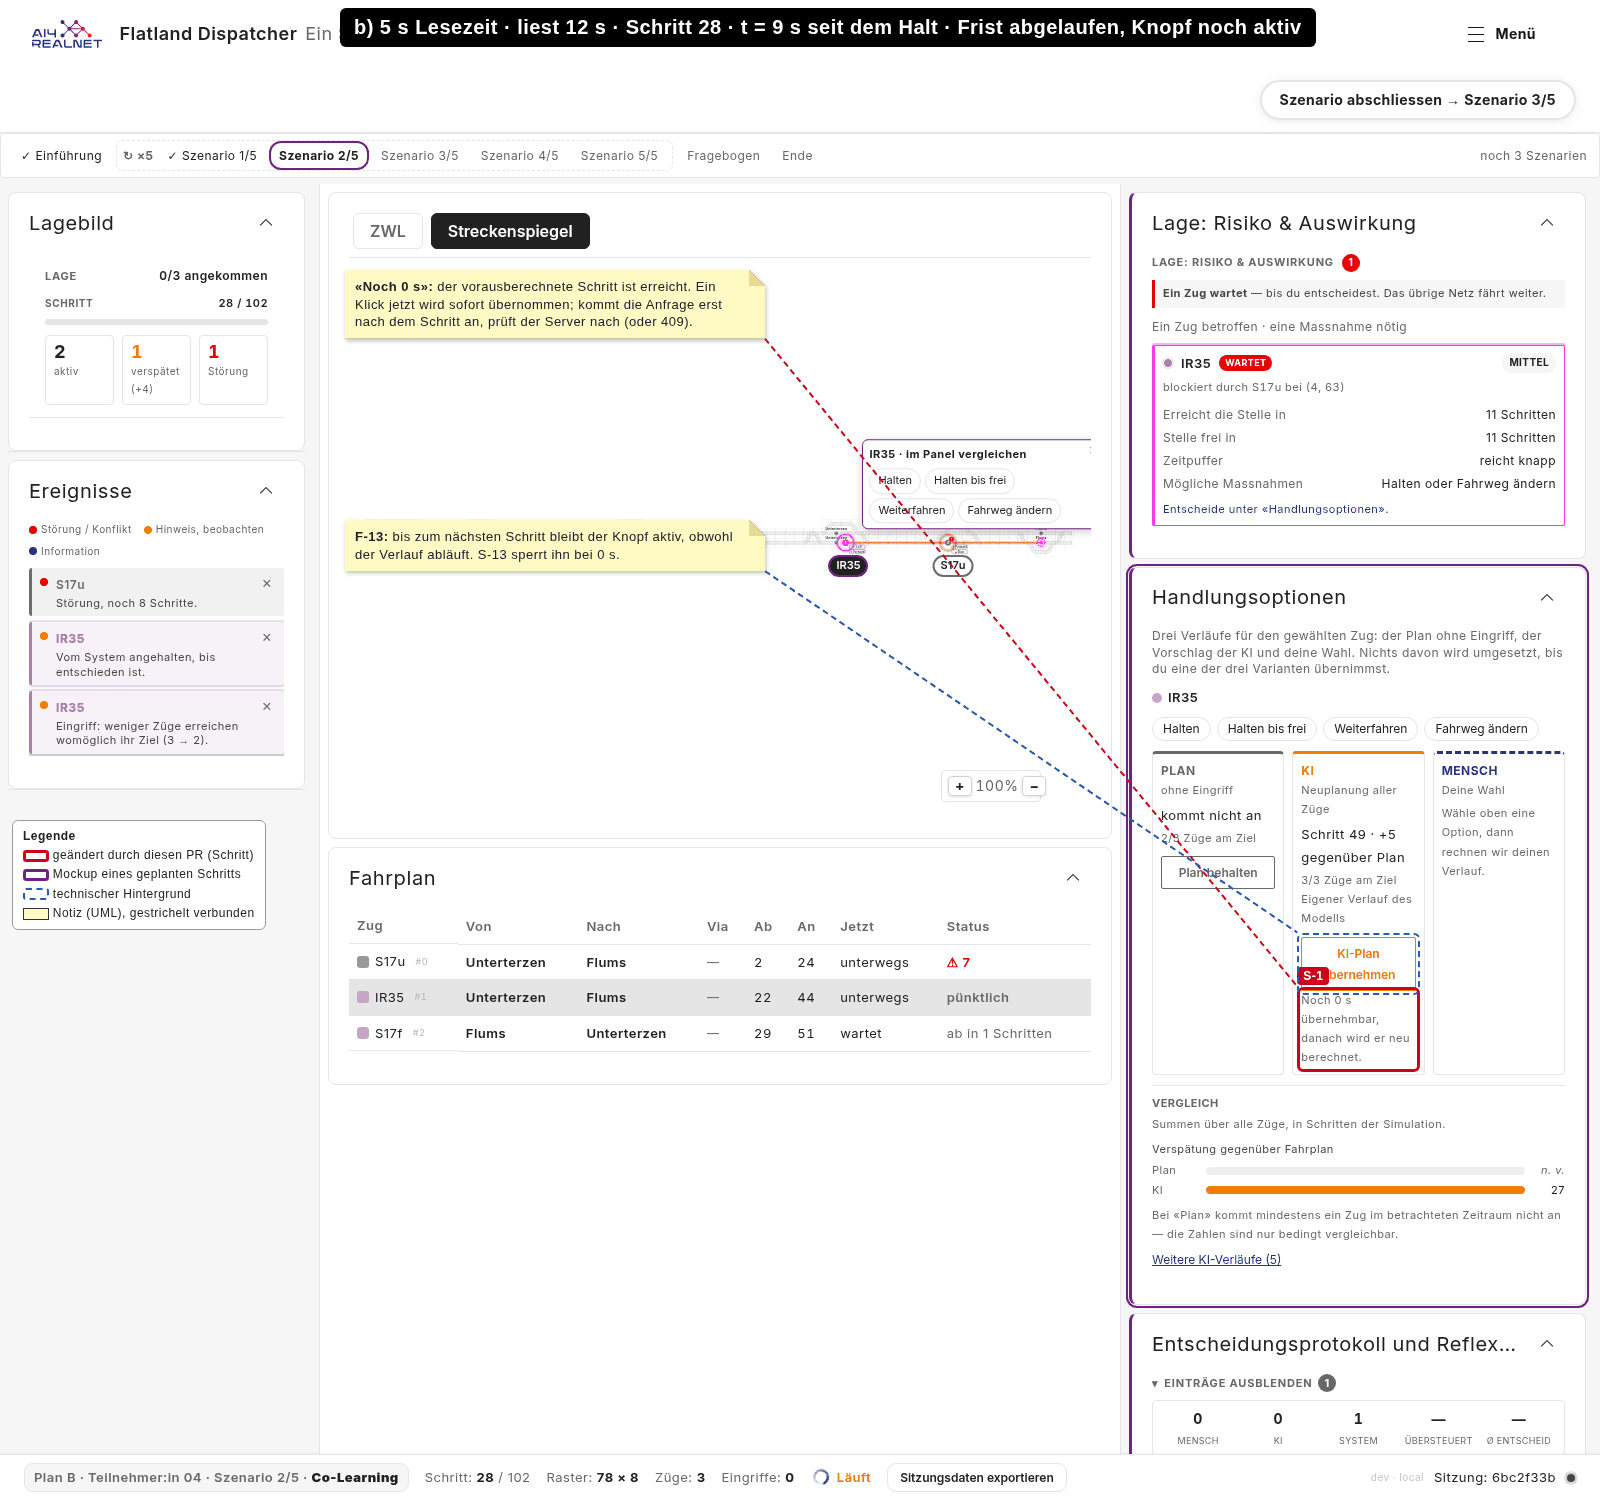 AI4
REALNET
Flatland Dispatcher Ein
b) 5 s Lesezeit · liest 12 s · Schritt 28 · t = 9 s seit dem Halt · Frist abgelaufen, Knopf noch aktiv
Menü
Szenario abschliessen → Szenario 3/5
✓ Einführung
↻ ×5
✓ Szenario 1/5
Szenario 2/5
Szenario 3/5
Szenario 4/5
Szenario 5/5
Fragebogen
Ende
noch 3 Szenarien
Lagebild
LAGE 0/3 angekommen
SCHRITT 28 / 102
2
aktiv
1
verspätet
(+4)
1
Störung
Ereignisse
Störung / Konflikt
Hinweis, beobachten
Information
S17u ×
Störung, noch 8 Schritte.
IR35 ×
Vom System angehalten, bis
entschieden ist.
IR35 ×
Eingriff: weniger Züge erreichen
womöglich ihr Ziel (3 → 2).
Legende
geändert durch diesen PR (Schritt)
Mockup eines geplanten Schritts
technischer Hintergrund
Notiz (UML), gestrichelt verbunden
ZWL
Streckenspiegel
«Noch 0 s»: der vorausberechnete Schritt ist erreicht. Ein
Klick jetzt wird sofort übernommen; kommt die Anfrage erst
nach dem Schritt an, prüft der Server nach (oder 409).
IR35 · im Panel vergleichen
Halten
Halten bis frei
Weiterfahren
Fahrweg ändern
F-13: bis zum nächsten Schritt bleibt der Knopf aktiv, obwohl
der Verlauf abläuft. S-13 sperrt ihn bei 0 s.
IR35
S17u
+ 100% −
Fahrplan
Zug Von Nach Via Ab An Jetzt Status
S17u #0 Unterterzen Flums — 2 24 unterwegs ⚠ 7
IR35 #1 Unterterzen Flums — 22 44 unterwegs pünktlich
S17f #2 Flums Unterterzen — 29 51 wartet ab in 1 Schritten
Lage: Risiko & Auswirkung
LAGE: RISIKO & AUSWIRKUNG 1
Ein Zug wartet — bis du entscheidest. Das übrige Netz fährt weiter.
Ein Zug betroffen · eine Massnahme nötig
IR35 WARTET MITTEL
blockiert durch S17u bei (4, 63)
Erreicht die Stelle in 11 Schritten
Stelle frei in 11 Schritten
Zeitpuffer reicht knapp
Mögliche Massnahmen Halten oder Fahrweg ändern
Entscheide unter «Handlungsoptionen».
Handlungsoptionen
Drei Verläufe für den gewählten Zug: der Plan ohne Eingriff, der
Vorschlag der KI und deine Wahl. Nichts davon wird umgesetzt, bis
du eine der drei Varianten übernimmst.
IR35
Halten
Halten bis frei
Weiterfahren
Fahrweg ändern
PLAN
ohne Eingriff
kommt nicht an
2/3 Züge am Ziel
Plan behalten
KI
Neuplanung aller
Züge
Schritt 49 · +5
gegenüber Plan
3/3 Züge am Ziel
Eigener Verlauf des
Modells
KI-Plan
S-1 bernehmen
Noch 0 s
übernehmbar,
danach wird er neu
berechnet.
MENSCH
Deine Wahl
Wähle oben eine
Option, dann
rechnen wir deinen
Verlauf.
VERGLEICH
Summen über alle Züge, in Schritten der Simulation.
Verspätung gegenüber Fahrplan
Plan n. v.
KI 27
Bei «Plan» kommt mindestens ein Zug im betrachteten Zeitraum nicht an
— die Zahlen sind nur bedingt vergleichbar.
Weitere KI-Verläufe (5)
Entscheidungsprotokoll und Reflex...
▾ EINTRÄGE AUSBLENDEN 1
0 0 1 — —
MENSCH KI SYSTEM ÜBERSTEUERT Ø ENTSCHEID
Plan B · Teilnehmer:in 04 · Szenario 2/5 · Co-Learning
Schritt: 28 / 102
Raster: 78 × 8
Züge: 3
Eingriffe: 0
Läuft
Sitzungsdaten exportieren
dev · local
Sitzung: 6bc2f33b